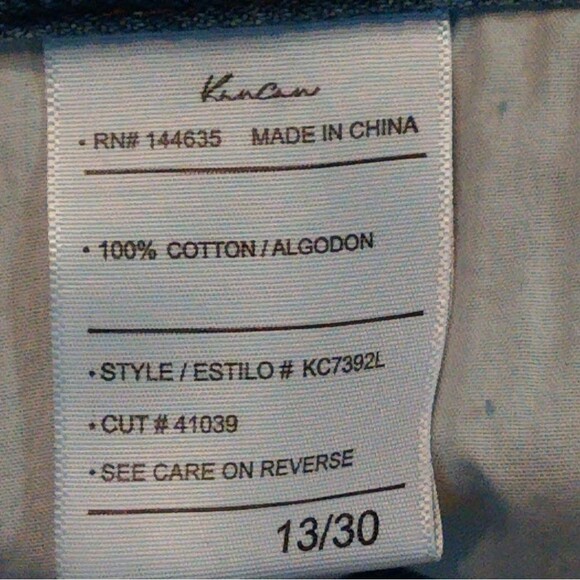 KanCan
• RN# 144635 MADE IN CHINA
• 100% COTTON / ALGODON
• STYLE / ESTILO # KC7392L
• CUT # 41039
• SEE CARE ON REVERSE
13/30